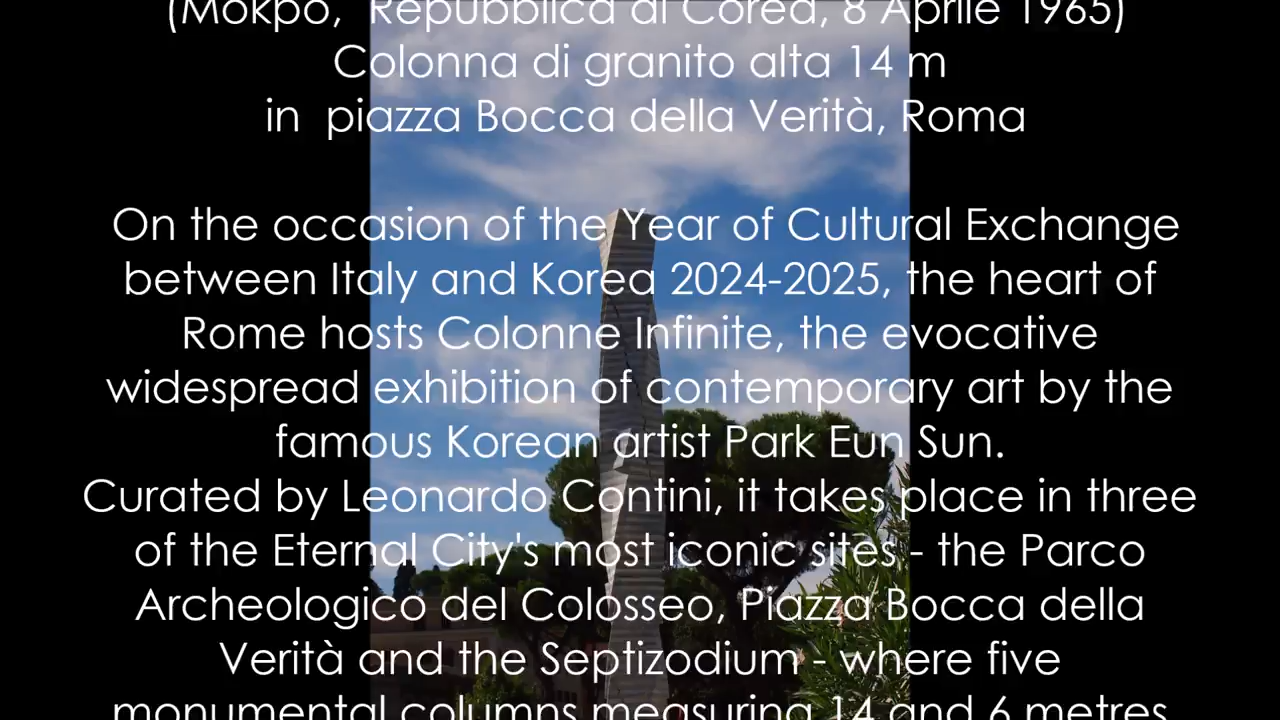 (Mokpo, Repubblica di Corea, 8 Aprile 1965)
Colonna di granito alta 14 m
in piazza Bocca della Verità, Roma
On the occasion of the Year of Cultural Exchange
between Italy and Korea 2024-2025, the heart of
Rome hosts Colonne Infinite, the evocative
widespread exhibition of contemporary art by the
famous Korean artist Park Eun Sun.
Curated by Leonardo Contini, it takes place in three
of the Eternal City's most iconic sites - the Parco
Archeologico del Colosseo, Piazza Bocca della
Verità and the Septizodium - where five
monumental columns measuring 14 and 6 metres